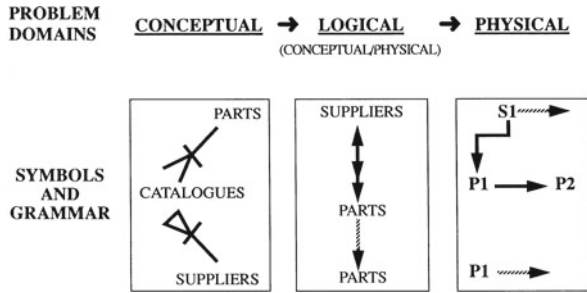 PROBLEM
DOMAINS
CONCEPTUAL
LOGICAL
PHYSICAL
(CONCEPTUAL/PHYSICAL)
SYMBOLS
AND
GRAMMAR
PARTS
CATALOGUES
SUPPLIERS
SUPPLIERS
PARTS
PARTS
S1
P1 P2
P1